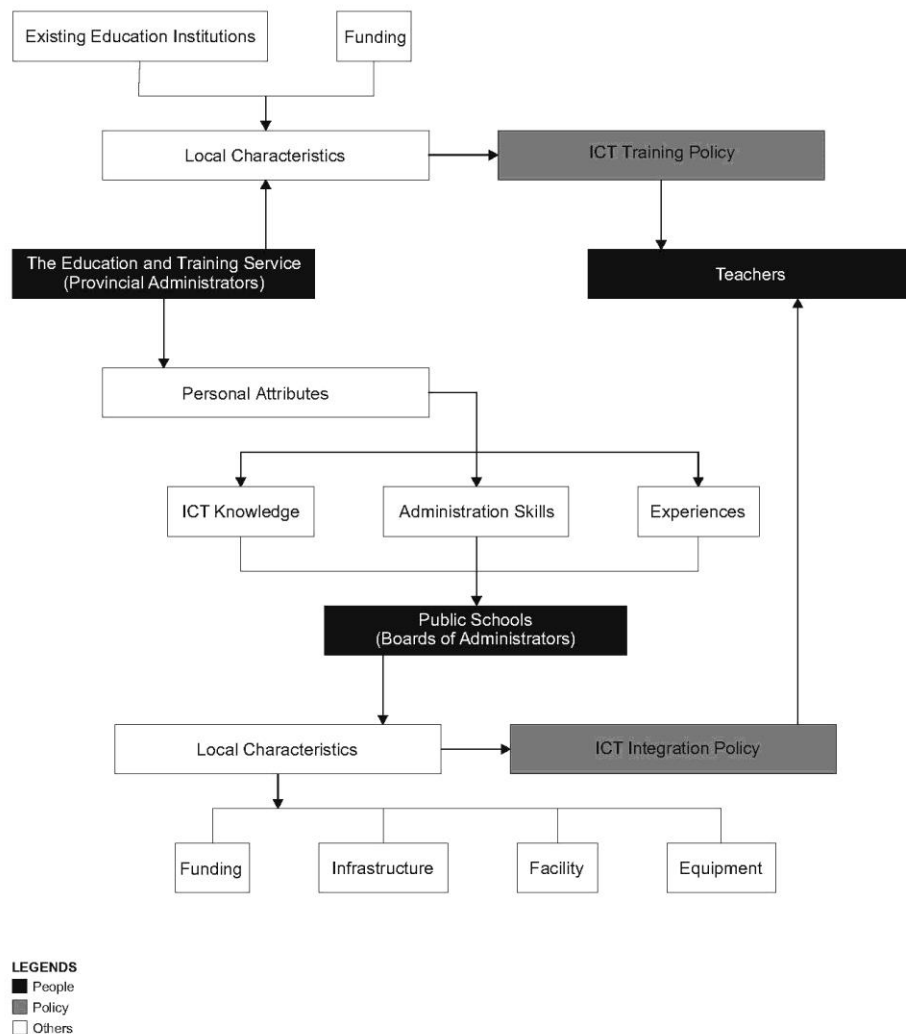 Existing Education Institutions
Funding
Local Characteristics
ICT Training Policy
The Education and Training Service
(Provincial Administrators)
Teachers
Personal Attributes
ICT Knowledge
Administration Skills
Experiences
Public Schools
(Boards of Administrators)
Local Characteristics
ICT Integration Policy
Funding
Infrastructure
Facility
Equipment
LEGENDS
People
Policy
Others